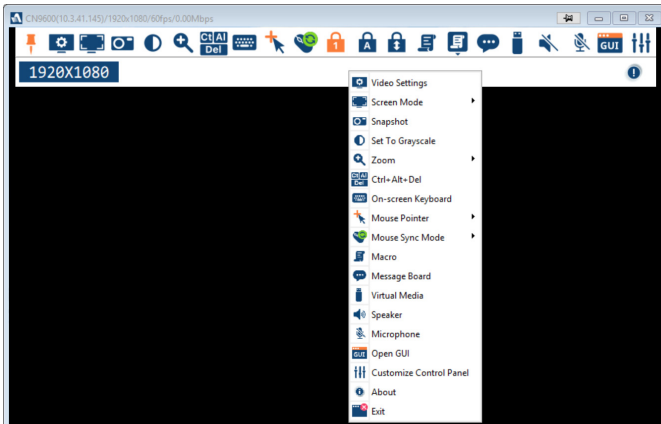 CN9600(10.3.41.145)/1920x1080/60fps/0.00Mbps
Ct Al
Del
1
A
GUI
1920X1080
Video Settings
Screen Mode
Snapshot
Set To Grayscale
Zoom
Ctrl+Alt+Del
On-screen Keyboard
Mouse Pointer
Mouse Sync Mode
Macro
Message Board
Virtual Media
Speaker
Microphone
GUI Open GUI
Customize Control Panel
About
Exit